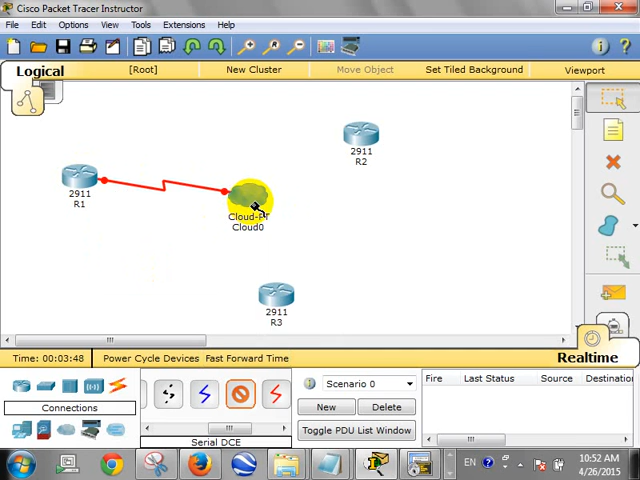 Cisco Packet Tracer Instructor
File Edit Options View Tools Extensions Help
Logical [Root] New Cluster Move Object Set Tiled Background Viewport
2911
R2
2911
R1
Cloud-PT
Cloud0
2911
R3
Time: 00:03:48 Power Cycle Devices Fast Forward Time Realtime
Connections
Serial DCE
Scenario 0
New Delete
Toggle PDU List Window
Fire Last Status Source Destination
EN
10:52 AM
4/26/2015